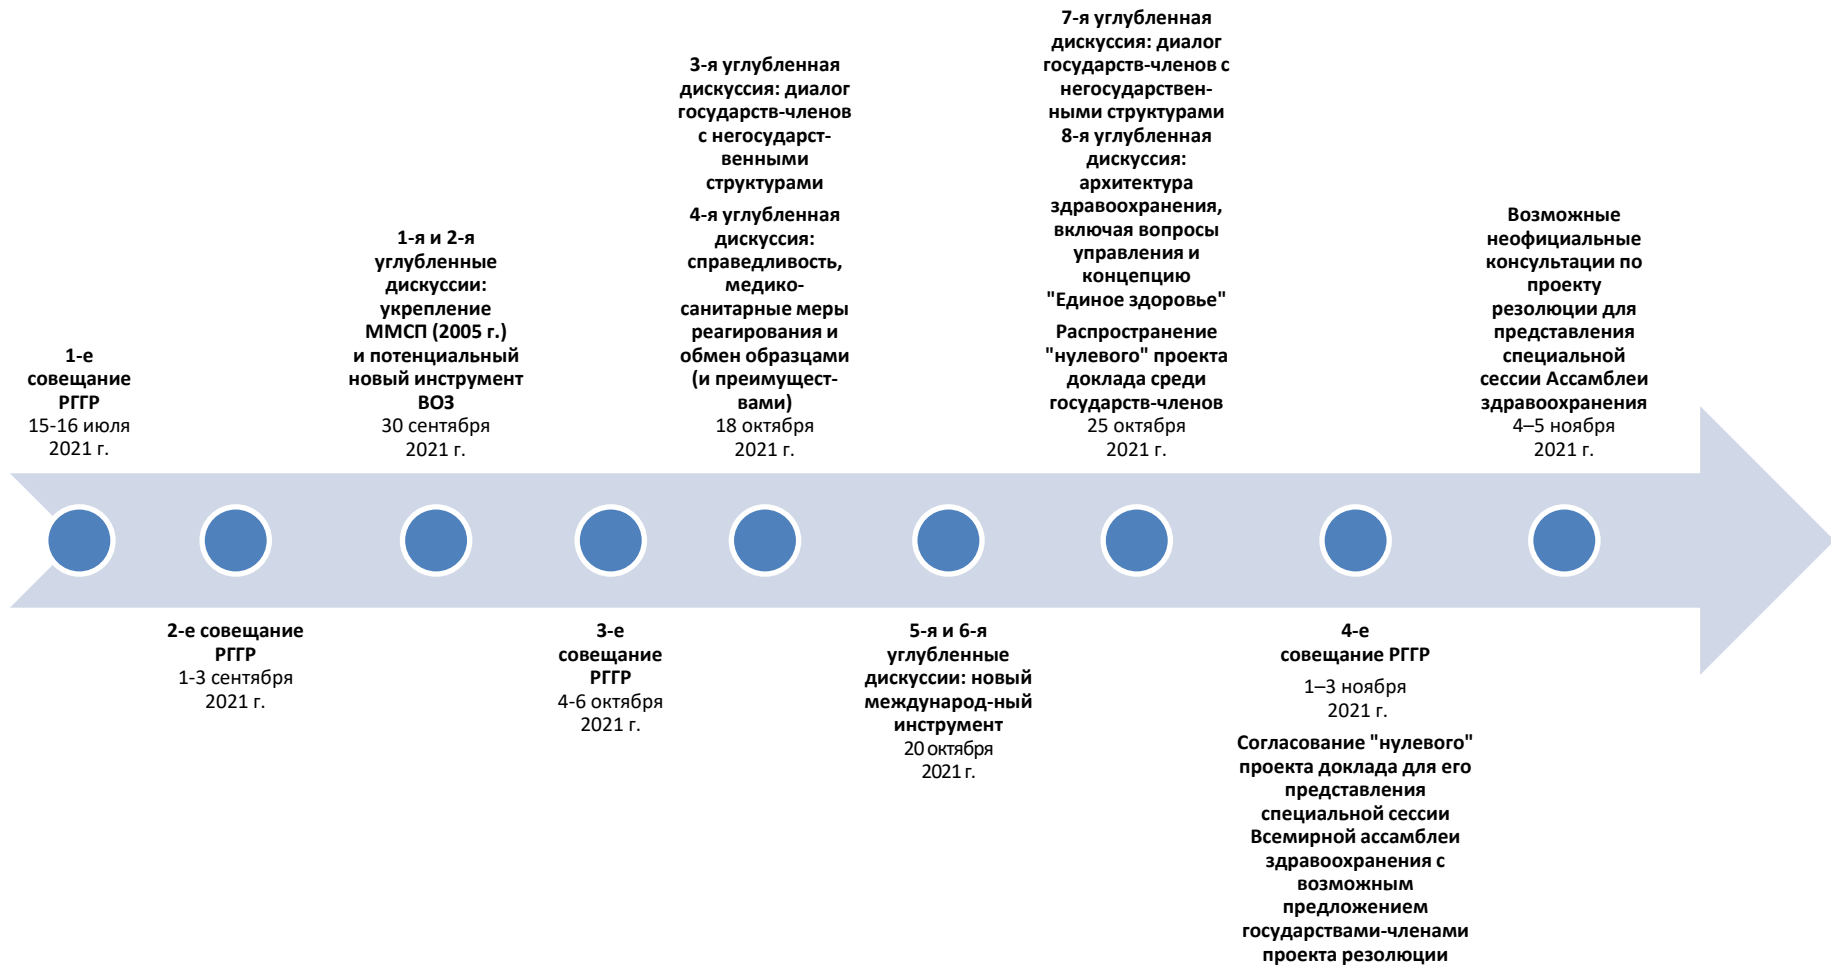 1-е
совещание
РГГР
15-16 июля
2021 г.
2-е совещание
РГГР
1-3 сентября
2021 г.
1-я и 2-я
углубленные
дискуссии:
укрепление
ММСП (2005 г.)
и потенциальный
новый инструмент
ВОЗ
30 сентября
2021 г.
3-е
совещание
РГГР
4-6 октября
2021 г.
3-я углубленная
дискуссия: диалог
государств-членов
с негосударст-
венными
структурами
4-я углубленная
дискуссия:
справедливость,
медико-
санитарные меры
реагирования и
обмен образцами
(и преимущест-
вами)
18 октября
2021 г.
5-я и 6-я
углубленные
дискуссии: новый
международ-ный
инструмент
20 октября
2021 г.
7-я углубленная
дискуссия: диалог
государств-членов с
негосударствен-
ными структурами
8-я углубленная
дискуссия:
архитектура
здравоохранения,
включая вопросы
управления и
концепцию
"Единое здоровье"
Распространение
"нулевого" проекта
доклада среди
государств-членов
25 октября
2021 г.
4-е
совещание РГГР
1–3 ноября
2021 г.
Согласование "нулевого"
проекта доклада для его
представления
специальной сессии
Всемирной ассамблеи
здравоохранения с
возможным
предложением
государствами-членами
проекта резолюции
Возможные
неофициальные
консультации по
проекту
резолюции для
представления
специальной
сессии Ассамблеи
здравоохранения
4–5 ноября
2021 г.